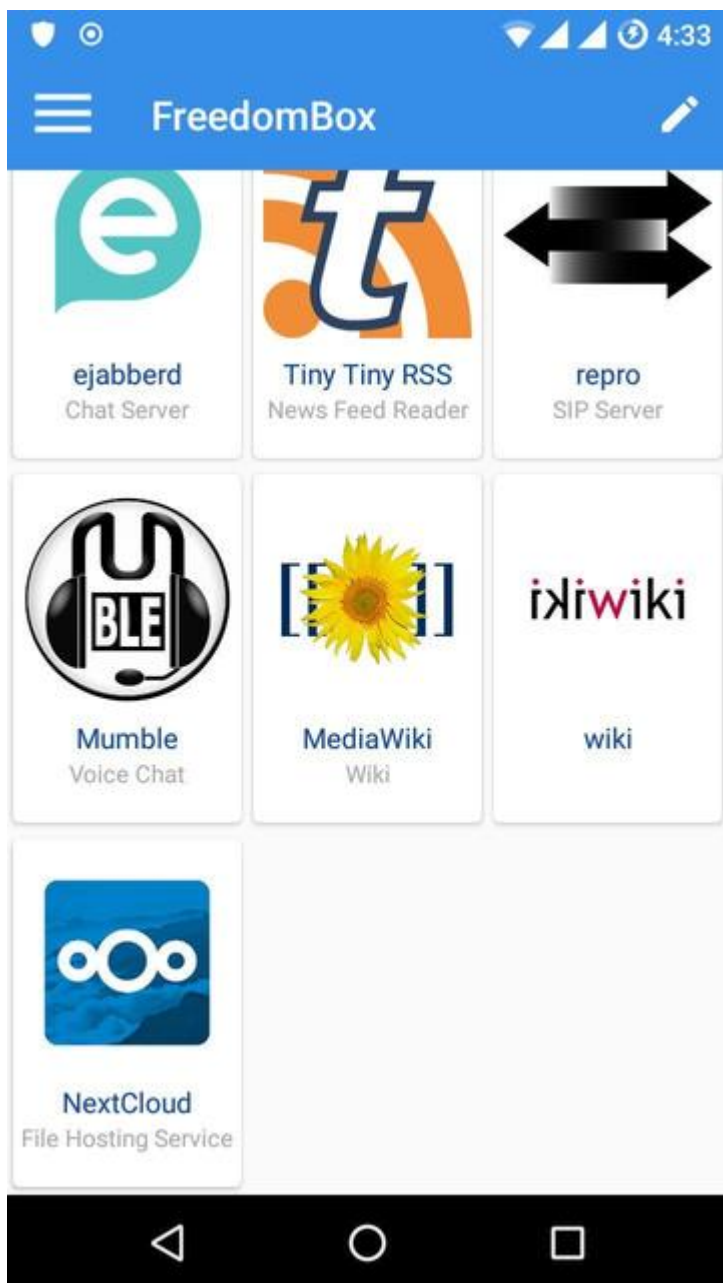 4:33
FreedomBox
e
t
ejabberd
Chat Server
Tiny Tiny RSS
News Feed Reader
repro
SIP Server
BLE
Mumble
Voice Chat
[[ ]]
MediaWiki
Wiki
ikiwiki
wiki
NextCloud
File Hosting Service